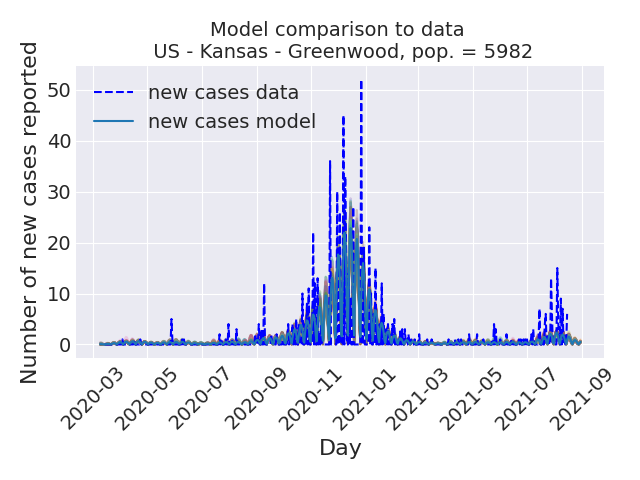 Model comparison to data
US - Kansas - Greenwood, pop. = 5982
Number of new cases reported
50
40
30
20
10
0
new cases data
new cases model
2020-03
2020-05
2020-07
2020-09
2020-11
2021-01
2021-03
2021-05
2021-07
2021-09
Day